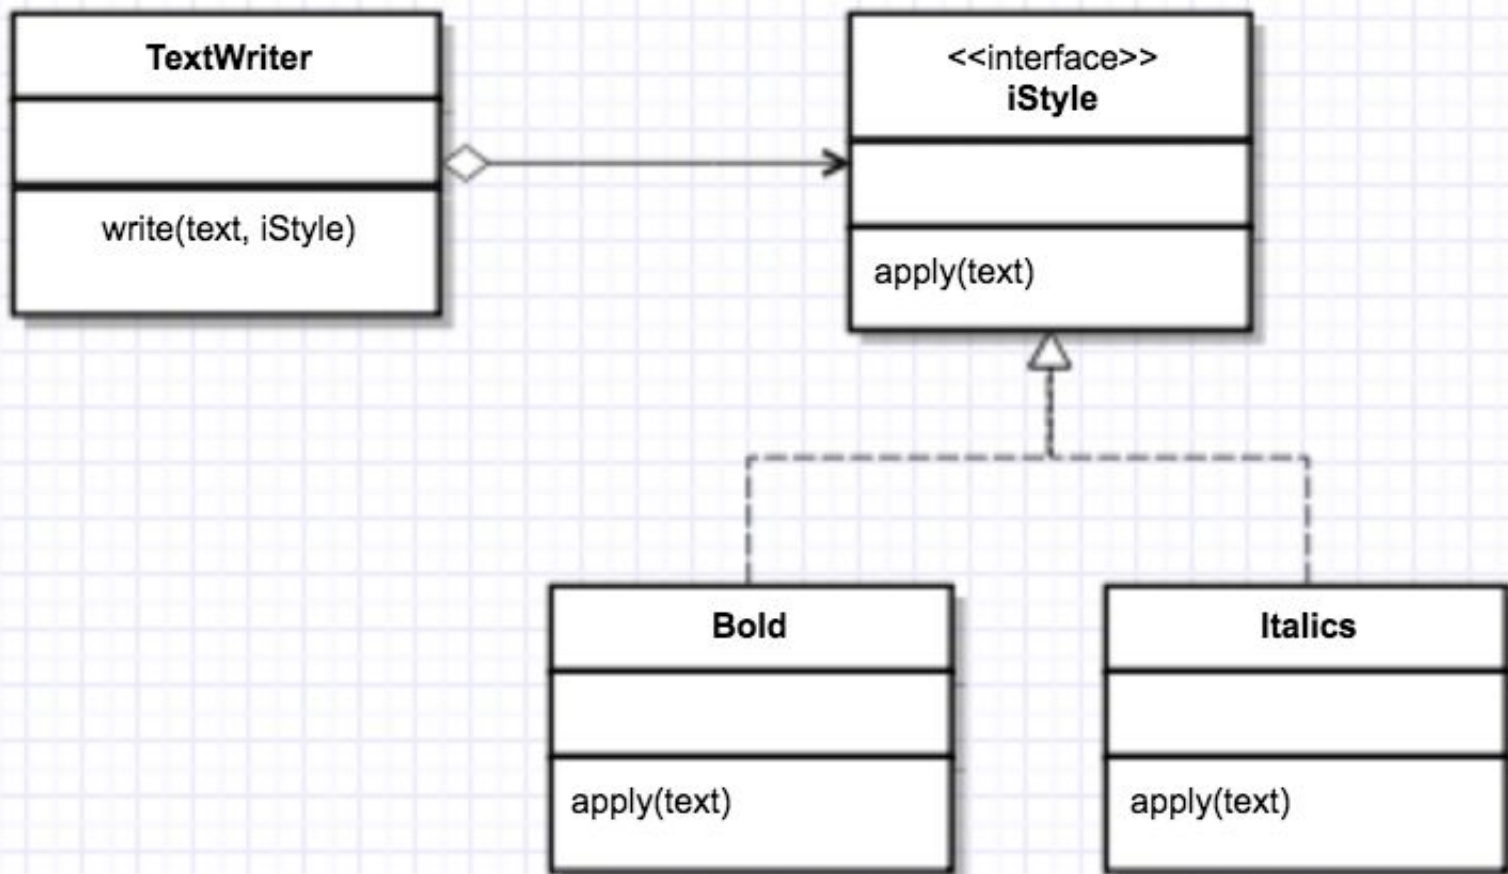 TextWriter
write(text, iStyle)
<<interface>>
iStyle
apply(text)
Bold
apply(text)
Italics
apply(text)